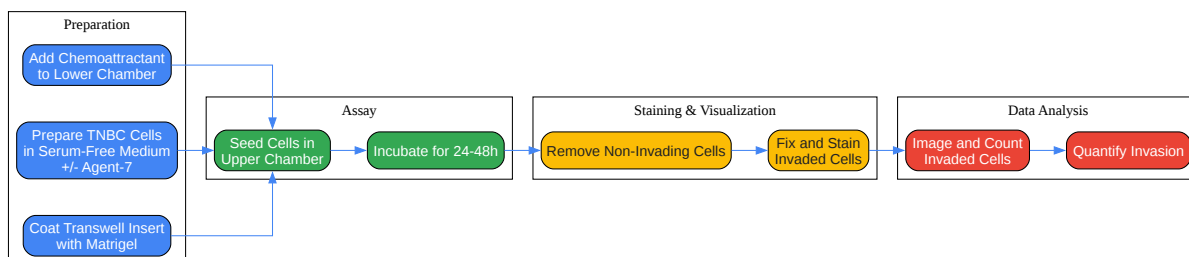 Preparation
Add Chemoattractant
to Lower Chamber
Prepare TNBC Cells
in Serum-Free Medium
+/- Agent-7
Coat Transwell Insert
with Matrigel
Assay
Seed Cells in
Upper Chamber
Incubate for 24-48h
Staining & Visualization
Remove Non-Invading Cells
Fix and Stain
Invaded Cells
Data Analysis
Image and Count
Invaded Cells
Quantify Invasion